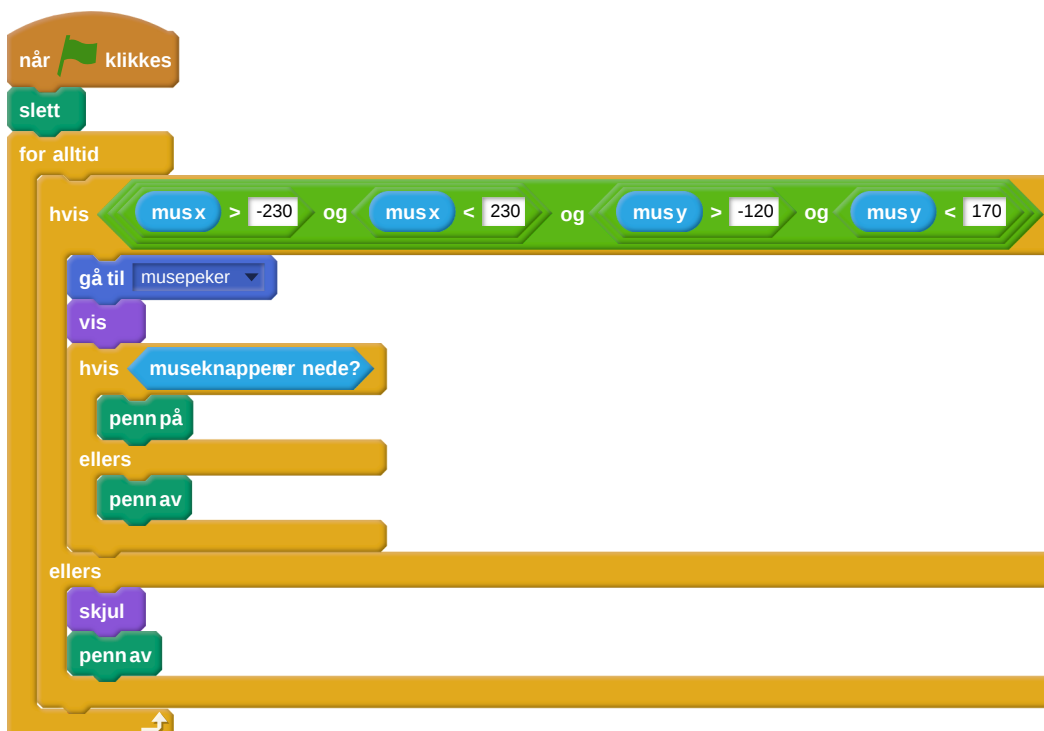 når klikkes
slett
for alltid
hvis mus x > -230 og mus x < 230 og mus y > -120 og mus y < 170
gå til musepeker
vis
hvis museknappen er nede?
penn på
ellers
penn av
ellers
skjul
penn av